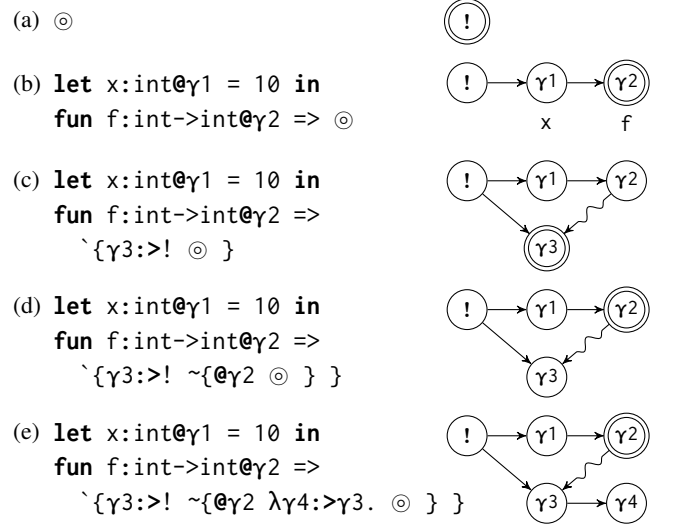 (a) ⊚
!
(b) let x:int@γ1 = 10 in
fun f:int->int@γ2 => ⊚
! γ1 γ2
x f
(c) let x:int@γ1 = 10 in
fun f:int->int@γ2 =>
`{γ3:>! ⊚ }
! γ1 γ2
γ3
(d) let x:int@γ1 = 10 in
fun f:int->int@γ2 =>
`{γ3:>! ~{@γ2 ⊚ } }
! γ1 γ2
γ3
(e) let x:int@γ1 = 10 in
fun f:int->int@γ2 =>
`{γ3:>! ~{@γ2 λγ4:>γ3. ⊚ } }
! γ1 γ2
γ3 γ4